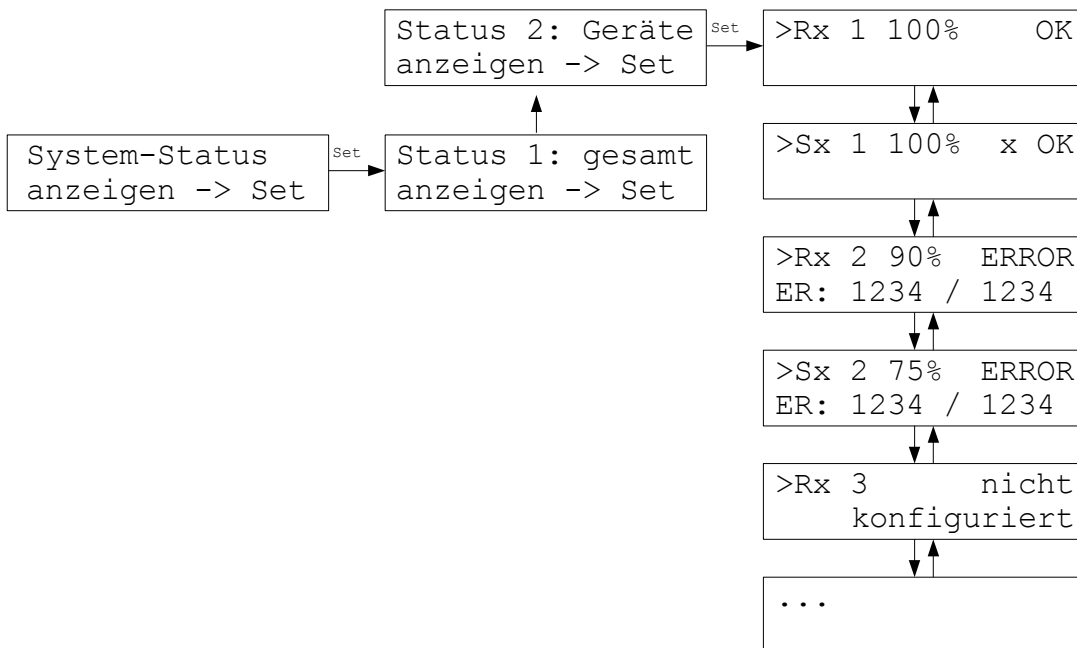 System-Status
anzeigen -> Set
Set
Status 1: gesamt
anzeigen -> Set
Status 2: Geräte
anzeigen -> Set
Set
>Rx 1 100% OK
>Sx 1 100% x OK
>Rx 2 90% ERROR
ER: 1234 / 1234
>Sx 2 75% ERROR
ER: 1234 / 1234
>Rx 3 nicht
konfiguriert
...